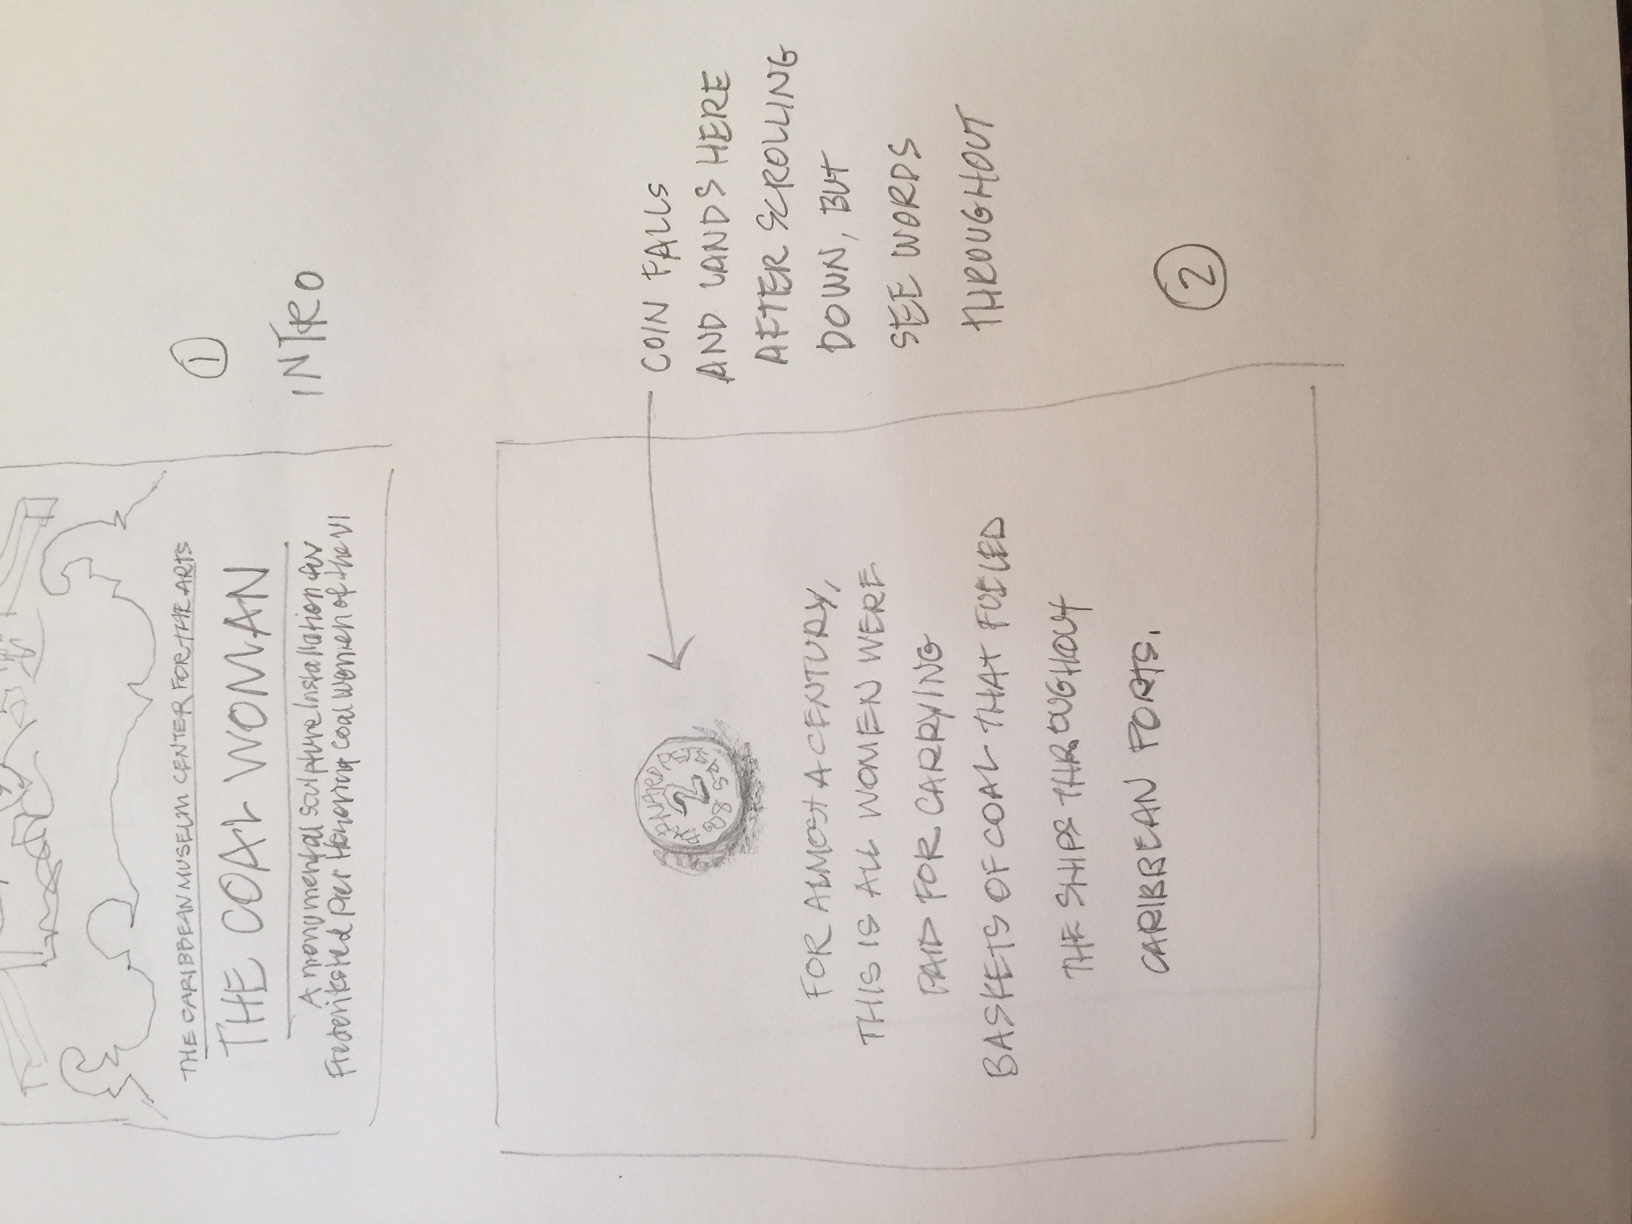 THE CARIBBEAN MUSEUM CENTER FOR THE ARTS
THE COAL WOMAN
A monumental sculpture Installation for
Frederiksted Pier Honoring Coal Women of the VI
1
INTRO
BERNARD PETERS 88
2
FOR ALMOST A CENTURY,
THIS IS ALL WOMEN WERE
PAID FOR CARRYING
BASKETS OF COAL THAT FUELED
THE SHIPS THROUGHOUT
CARIBBEAN PORTS.
COIN FALLS
AND LANDS HERE
AFTER SCROLLING
DOWN, BUT
SEE WORDS
THROUGHOUT
2